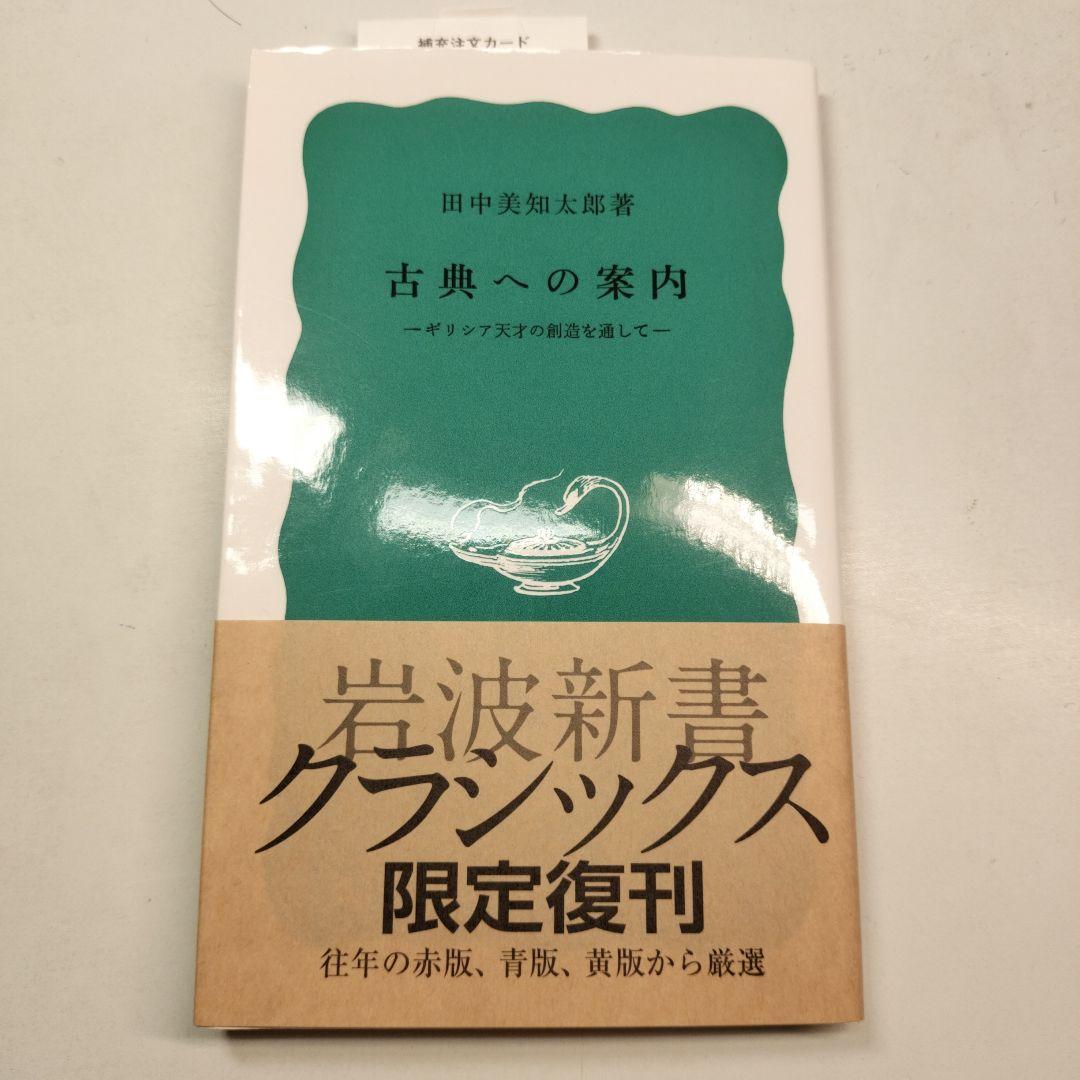 補充注文カード
田中美知太郎著
古典への案内
―ギリシア天才の創造を通して―
岩波新書
クラシックス
限定復刊
往年の赤版、青版、黄版から厳選